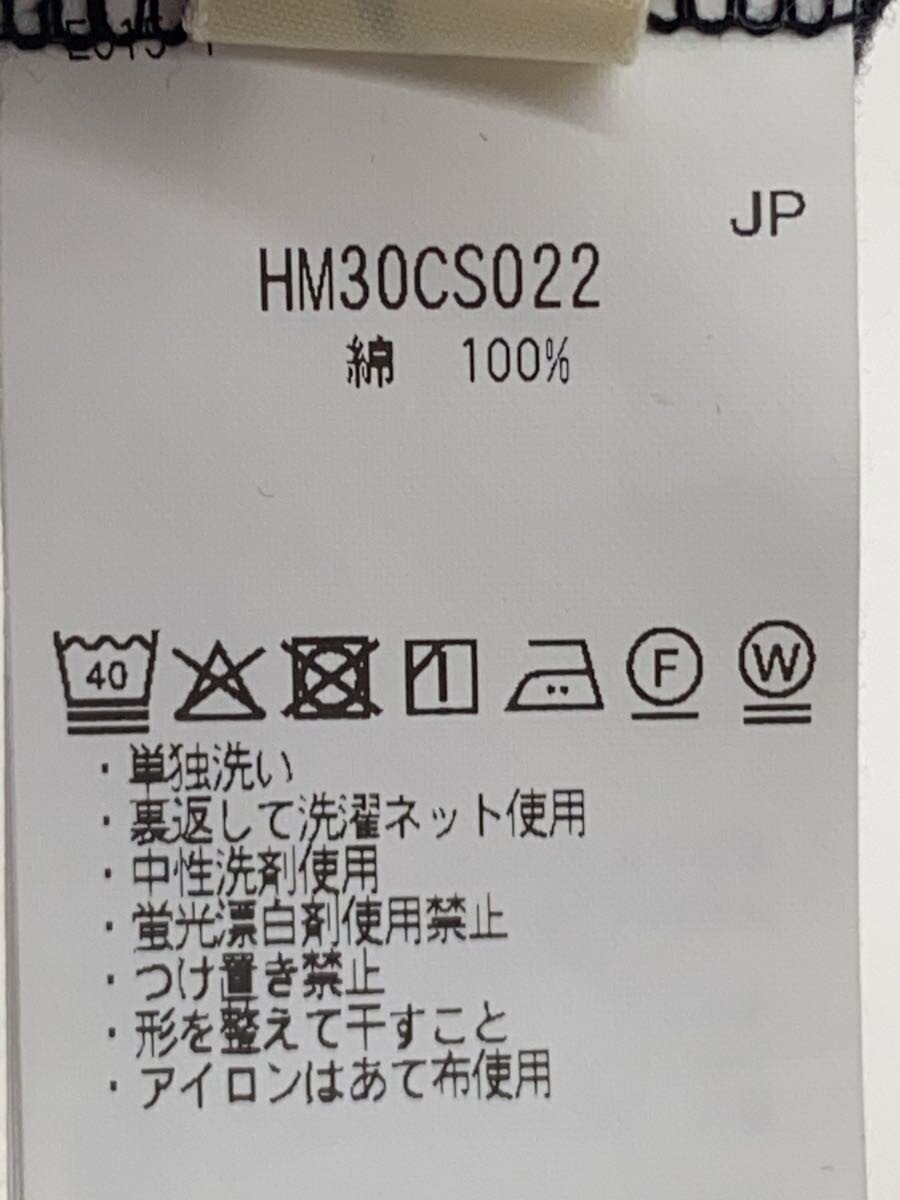 JP
HM30CS022
綿 100%
40 F W
・単独洗い
・裏返して洗濯ネット使用
・中性洗剤使用
・蛍光漂白剤使用禁止
・つけ置き禁止
・形を整えて干すこと
・アイロンはあて布使用